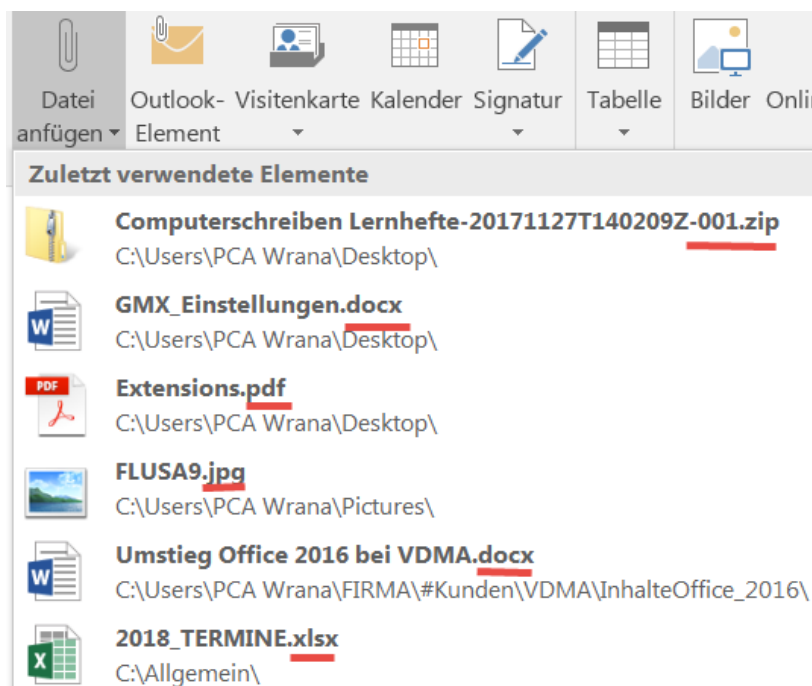 Datei
anfügen
Outlook-
Element
Visitenkarte
Kalender
Signatur
Tabelle
Bilder
Onli
Zuletzt verwendete Elemente
Computerschreiben Lernhefte-20171127T140209Z-001.zip
C:\Users\PCA Wrana\Desktop\
GMX_Einstellungen.docx
C:\Users\PCA Wrana\Desktop\
PDF
Extensions.pdf
C:\Users\PCA Wrana\Desktop\
FLUSA9.jpg
C:\Users\PCA Wrana\Pictures\
Umstieg Office 2016 bei VDMA.docx
C:\Users\PCA Wrana\FIRMA\#Kunden\VDMA\InhalteOffice_2016\
2018_TERMINE.xlsx
C:\Allgemein\